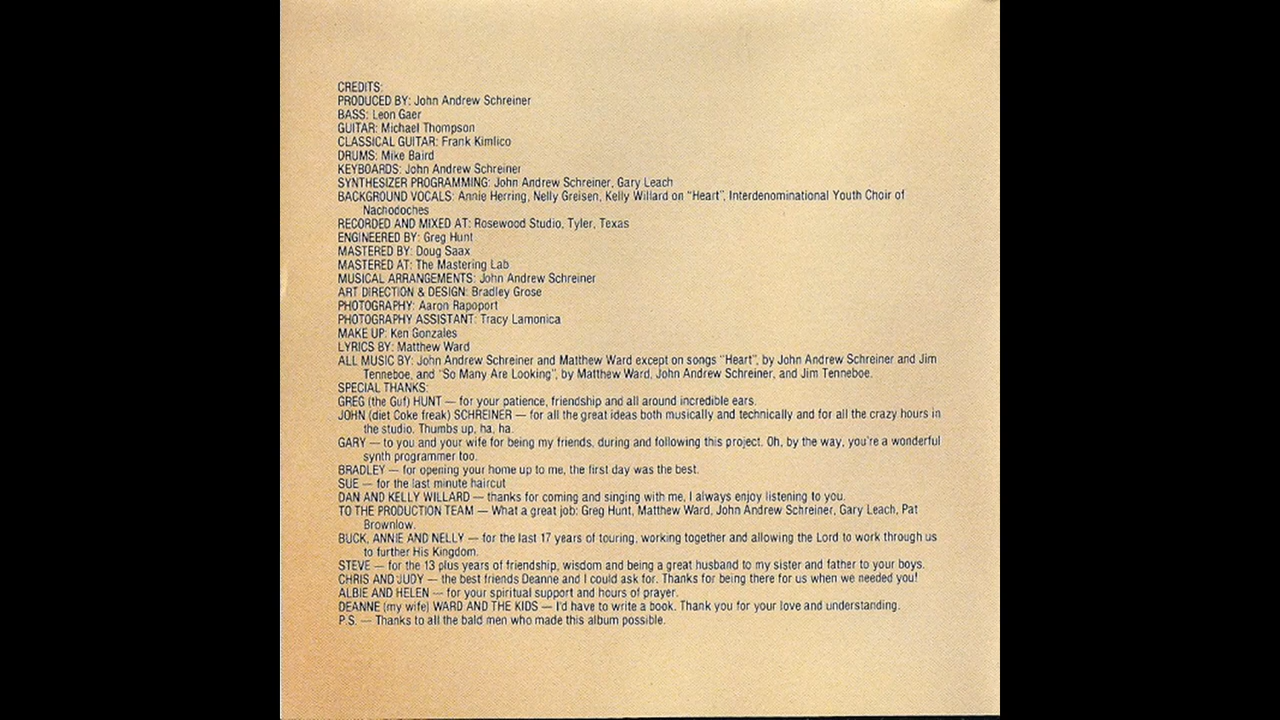 CREDITS:
PRODUCED BY: John Andrew Schreiner
BASS: Leon Gaer
GUITAR: Michael Thompson
CLASSICAL GUITAR: Frank Kimlico
DRUMS: Mike Baird
KEYBOARDS: John Andrew Schreiner
SYNTHESIZER PROGRAMMING: John Andrew Schreiner, Gary Leach
BACKGROUND VOCALS: Annie Herring, Nelly Greisen, Kelly Willard on "Heart", Interdenominational Youth Choir of
Nachodoches
RECORDED AND MIXED AT: Rosewood Studio, Tyler, Texas
ENGINEERED BY: Greg Hunt
MASTERED BY: Doug Saax
MASTERED AT: The Mastering Lab
MUSICAL ARRANGEMENTS: John Andrew Schreiner
ART DIRECTION & DESIGN: Bradley Grose
PHOTOGRAPHY: Aaron Rapoport
PHOTOGRAPHY ASSISTANT: Tracy Lamonica
MAKE UP: Ken Gonzales
LYRICS BY: Matthew Ward
ALL MUSIC BY: John Andrew Schreiner and Matthew Ward except on songs "Heart", by John Andrew Schreiner and Jim
Tenneboe, and "So Many Are Looking", by Matthew Ward, John Andrew Schreiner, and Jim Tenneboe.
SPECIAL THANKS:
GREG (the Guf) HUNT — for your patience, friendship and all around incredible ears.
JOHN (diet Coke freak) SCHREINER — for all the great ideas both musically and technically and for all the crazy hours in
the studio. Thumbs up, ha, ha.
GARY — to you and your wife for being my friends, during and following this project. Oh, by the way, you're a wonderful
synth programmer too.
BRADLEY — for opening your home up to me, the first day was the best.
SUE — for the last minute haircut
DAN AND KELLY WILLARD — thanks for coming and singing with me, I always enjoy listening to you.
TO THE PRODUCTION TEAM — What a great job: Greg Hunt, Matthew Ward, John Andrew Schreiner, Gary Leach, Pat
Brownlow.
BUCK, ANNIE AND NELLY — for the last 17 years of touring, working together and allowing the Lord to work through us
to further His Kingdom.
STEVE — for the 13 plus years of friendship, wisdom and being a great husband to my sister and father to your boys.
CHRIS AND JUDY — the best friends Deanne and I could ask for. Thanks for being there for us when we needed you!
ALBIE AND HELEN — for your spiritual support and hours of prayer.
DEANNE (my wife) WARD AND THE KIDS — I'd have to write a book. Thank you for your love and understanding.
P.S. — Thanks to all the bald men who made this album possible.